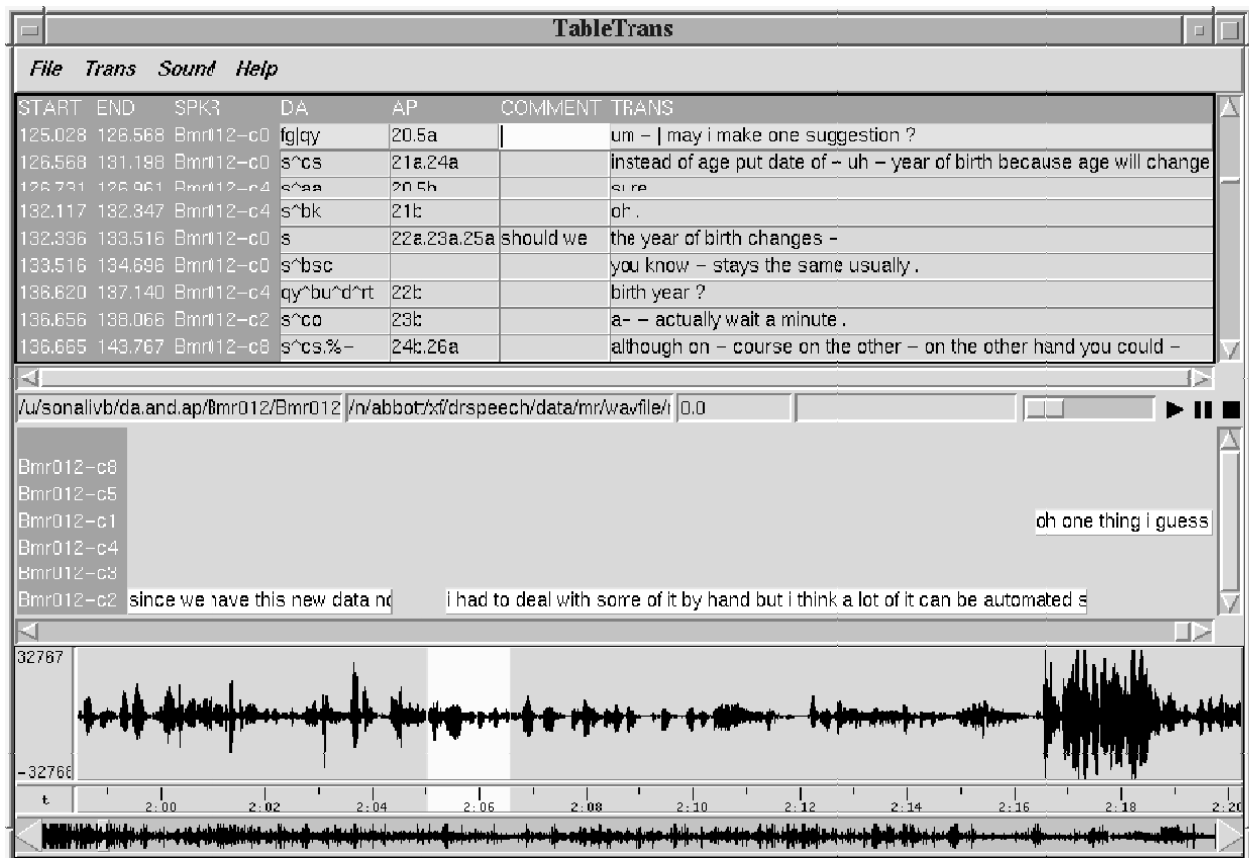 TableTrans
File Trans Sound Help
START END SPKR DA AP COMMENT TRANS
125.028 126.568 Bmr012-c0 fg|qy 20.5a um – | may i make one suggestion ?
126.568 131.198 Bmr012-c0 s^cs 21a.24a instead of age put date of – uh – year of birth because age will change
126.731 126.961 Bmr012-c4 s^aa 20.5b sure
132.117 132.347 Bmr012-c4 s^bk 21b oh .
132.336 133.516 Bmr012-c0 s 22a.23a.25a should we the year of birth changes –
133.516 134.696 Bmr012-c0 s^bsc you know – stays the same usually .
136.620 137.140 Bmr012-c4 qy^bu^d^rt 22b birth year ?
136.656 138.066 Bmr012-c2 s^co 23b a- – actually wait a minute .
136.665 143.767 Bmr012-c8 s^cs.%– 24b.26a although on – course on the other – on the other hand you could –
/u/sonalivb/da.and.ap/Bmr012/Bmr012 /n/abbott/xf/drspeech/data/mr/wavfile/ 0.0
Bmr012-c8
Bmr012-c5
Bmr012-c1 oh one thing i guess
Bmr012-c4
Bmr012-c3
Bmr012-c2 since we have this new data no i had to deal with some of it by hand but i think a lot of it can be automated s
32767
-32768
t 2:00 2:02 2:04 2:06 2:08 2:10 2:12 2:14 2:16 2:18 2:20